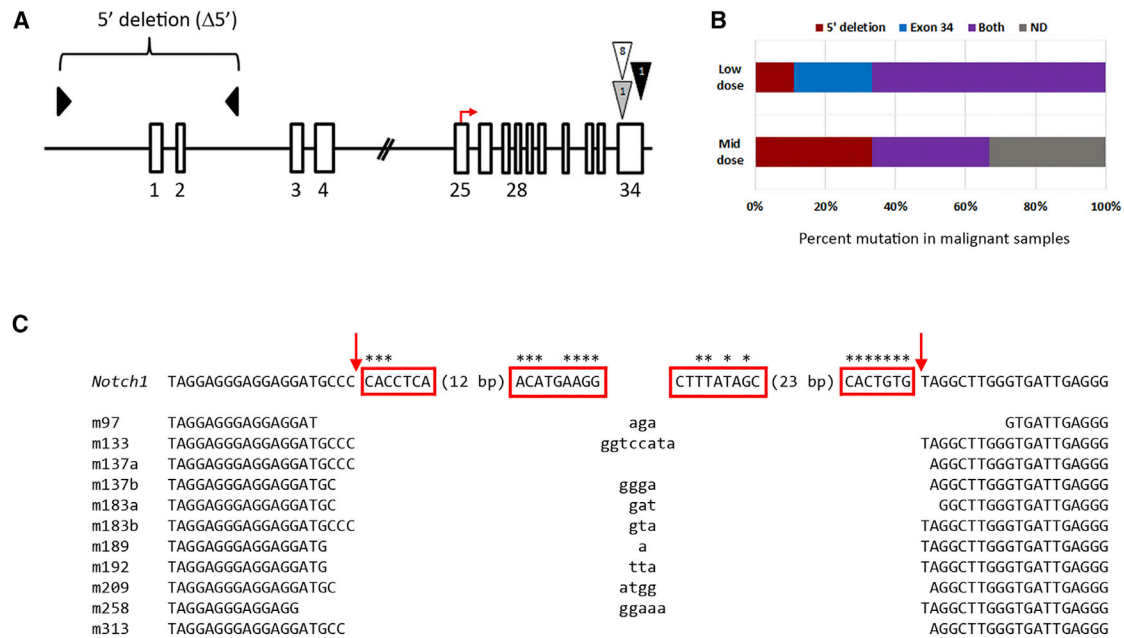 A
5' deletion (Δ5')
8
1
1
1 2 3 4 25 28 34
B
5' deletion Exon 34 Both ND
Low dose
Mid dose
0% 20% 40% 60% 80% 100%
Percent mutation in malignant samples
C
*** *** **** ** * * *******
Notch1 TAGGAGGGAGGAGGATGCCC CACCTCA (12 bp) ACATGAAGG CTTTATAGC (23 bp) CACTGTG TAGGCTTGGGTGATTGAGGG
m97 TAGGAGGGAGGAGGAT aga GTGATTGAGGG
m133 TAGGAGGGAGGAGGATGCCC ggtccata TAGGCTTGGGTGATTGAGGG
m137a TAGGAGGGAGGAGGATGCCC AGGCTTGGGTGATTGAGGG
m137b TAGGAGGGAGGAGGATGC ggga AGGCTTGGGTGATTGAGGG
m183a TAGGAGGGAGGAGGATGC gat GGCTTGGGTGATTGAGGG
m183b TAGGAGGGAGGAGGATGCCC gta TAGGCTTGGGTGATTGAGGG
m189 TAGGAGGGAGGAGGATG a TAGGCTTGGGTGATTGAGGG
m192 TAGGAGGGAGGAGGATG tta TAGGCTTGGGTGATTGAGGG
m209 TAGGAGGGAGGAGGATGC atgg AGGCTTGGGTGATTGAGGG
m258 TAGGAGGGAGGAGG ggaaa TAGGCTTGGGTGATTGAGGG
m313 TAGGAGGGAGGAGGATGCC AGGCTTGGGTGATTGAGGG